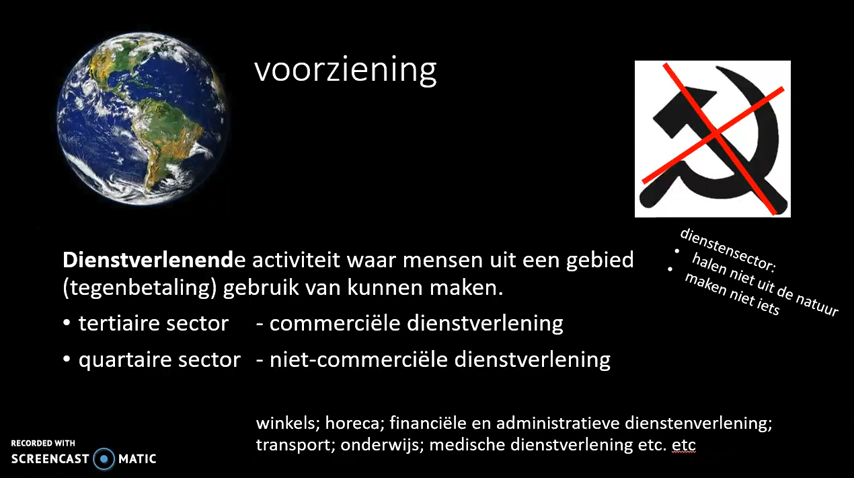 voorziening
Dienstverlenende activiteit waar mensen uit een gebied
(tegenbetaling) gebruik van kunnen maken.
• tertiaire sector - commerciële dienstverlening
• quartaire sector - niet-commerciële dienstverlening
dienstensector:
• halen niet uit de natuur
• maken niet iets
winkels; horeca; financiële en administratieve dienstenverlening;
transport; onderwijs; medische dienstverlening etc. etc
RECORDED WITH
SCREENCAST MATIC